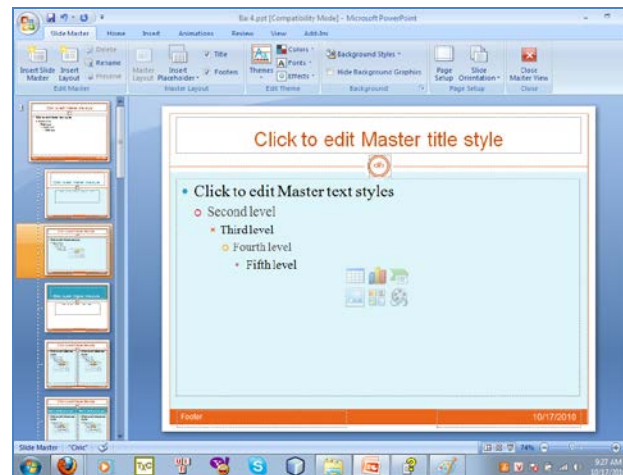 Bai 4.ppt [Compatibility Mode] - Microsoft PowerPoint
Slide Master Home Insert Animations Review View Add-Ins
Insert Slide Master
Insert Layout
Delete
Rename
Preserve
Edit Master
Master Layout
Insert Placeholder
Title
Footers
Master Layout
Themes
Colors
Fonts
Effects
Edit Theme
Background Styles
Hide Background Graphics
Background
Page Setup
Slide Orientation
Page Setup
Close Master View
Close
1
Click to edit Master title style
Click to edit Master text styles
Second level
Third level
Fourth level
Fifth level
Footer
10/17/2010
Slide Master "Civic"
74%
9:27 AM